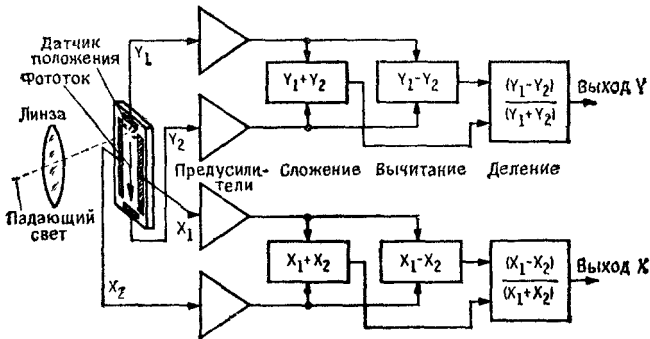 Датчик
положения
Фототок
Линза
Падающий
свет
Y₁
Y₂
X₁
X₂
Предусили-
тели
Сложение
Вычитание
Деление
Y₁+Y₂
Y₁-Y₂
(Y₁-Y₂)
(Y₁+Y₂)
Выход Y
X₁+X₂
X₁-X₂
(X₁-X₂)
(X₁+X₂)
Выход X